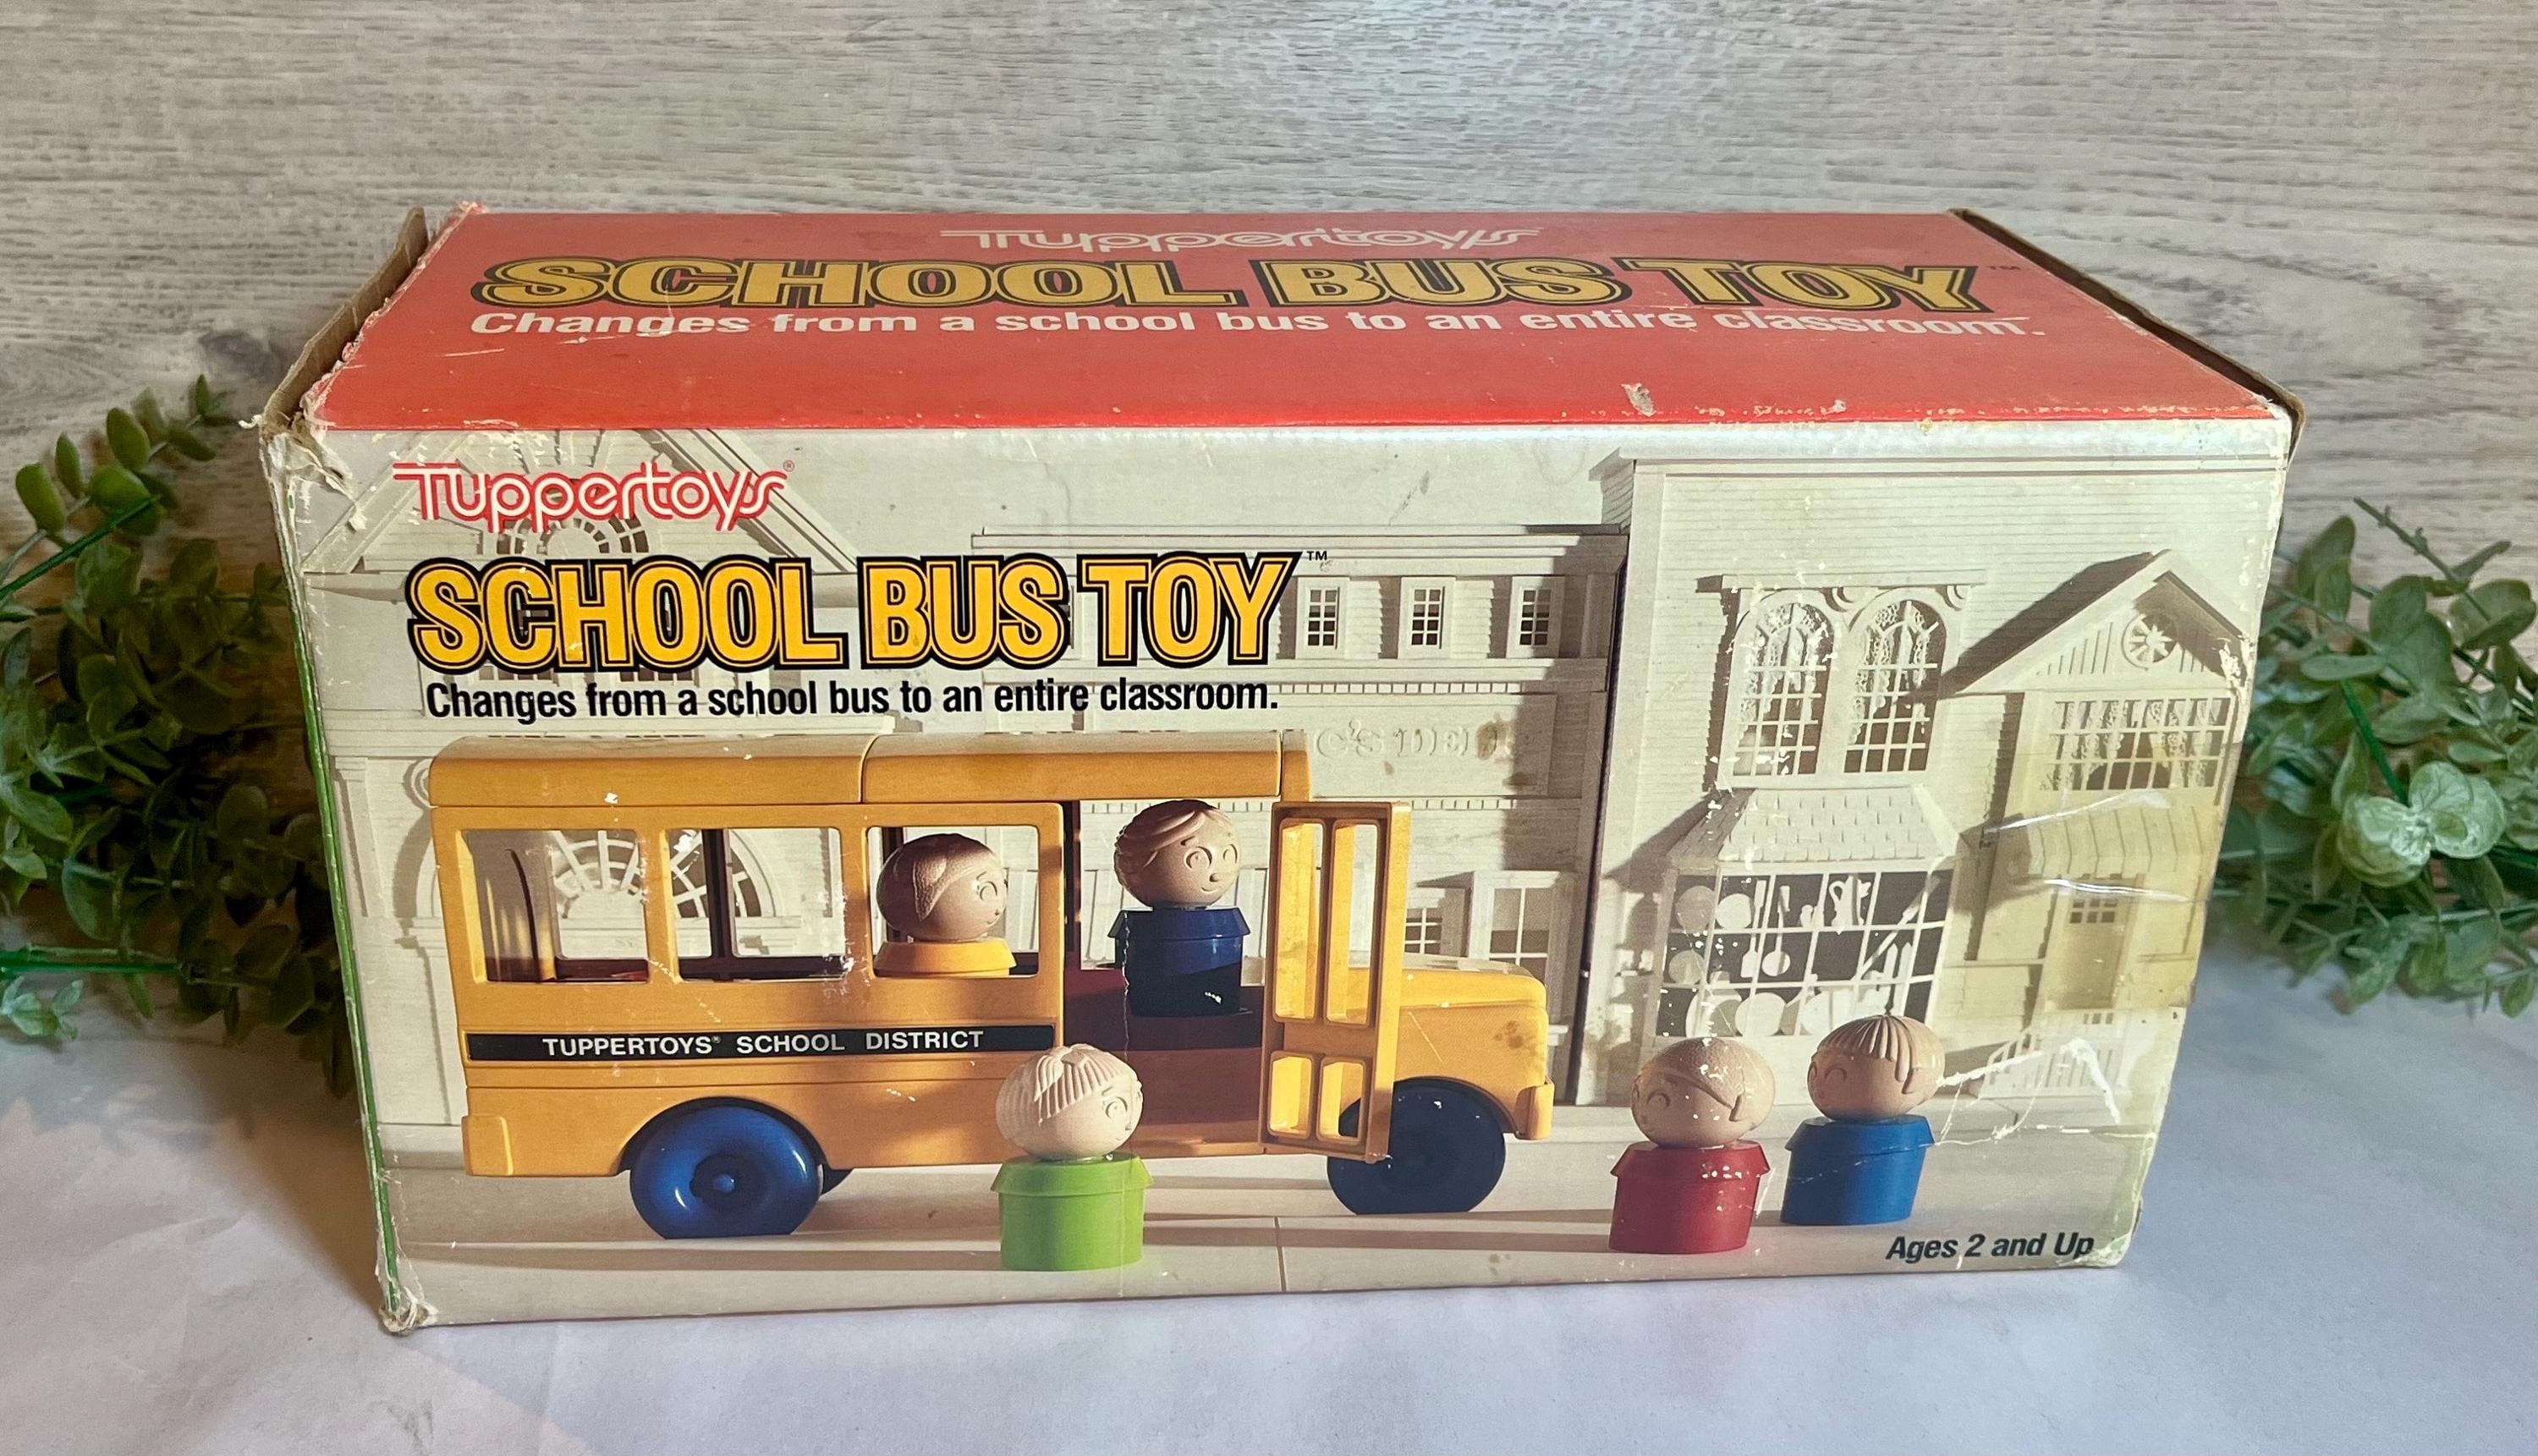 Tuppertoys
SCHOOL BUS TOY™
Changes from a school bus to an entire classroom.
Tuppertoys®
SCHOOL BUS TOY™
Changes from a school bus to an entire classroom.
TUPPERTOYS® SCHOOL DISTRICT
Ages 2 and Up